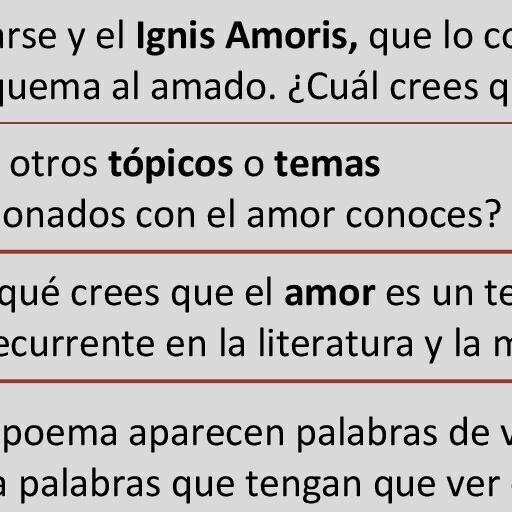 arse y el Ignis Amoris, que lo co
quema al amado. ¿Cuál crees q
otros tópicos o temas
onados con el amor conoces?
qué crees que el amor es un te
ecurrente en la literatura y la m
poema aparecen palabras de v
a palabras que tengan que ver